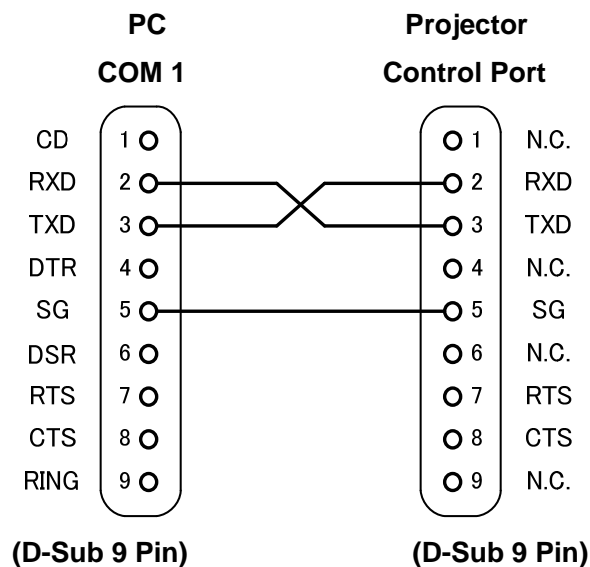 PC Projector
COM 1 Control Port
CD 1 1 N.C.
RXD 2 2 RXD
TXD 3 3 TXD
DTR 4 4 N.C.
SG 5 5 SG
DSR 6 6 N.C.
RTS 7 7 RTS
CTS 8 8 CTS
RING 9 9 N.C.
(D-Sub 9 Pin) (D-Sub 9 Pin)